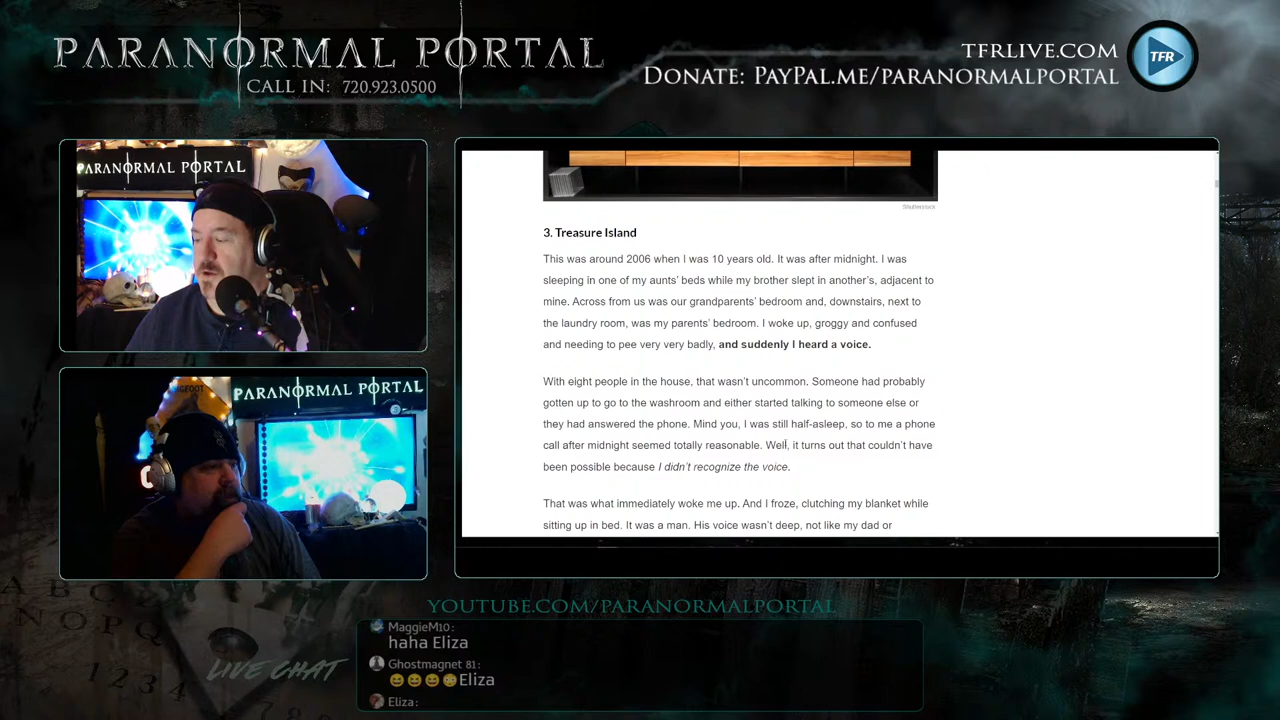 PARANORMAL PORTAL
CALL IN: 720.923.0500
TFRLIVE.COM
DONATE: PAYPAL.ME/PARANORMALPORTAL
TFR
PARANORMAL PORTAL
Shutterstock
3. Treasure Island
This was around 2006 when I was 10 years old. It was after midnight. I was
sleeping in one of my aunts' beds while my brother slept in another's, adjacent to
mine. Across from us was our grandparents' bedroom and, downstairs, next to
the laundry room, was my parents' bedroom. I woke up, groggy and confused
and needing to pee very very badly, and suddenly I heard a voice.
With eight people in the house, that wasn't uncommon. Someone had probably
gotten up to go to the washroom and either started talking to someone else or
they had answered the phone. Mind you, I was still half-asleep, so to me a phone
call after midnight seemed totally reasonable. Well, it turns out that couldn't have
been possible because I didn't recognize the voice.
That was what immediately woke me up. And I froze, clutching my blanket while
sitting up in bed. It was a man. His voice wasn't deep, not like my dad or
PARANORMAL PORTAL
YOUTUBE.COM/PARANORMALPORTAL
A B C D
N O P Q
1 2 3 4
LIVE CHAT
MaggieM10:
haha Eliza
Ghostmagnet 81:
😆😆😆😳Eliza
Eliza: